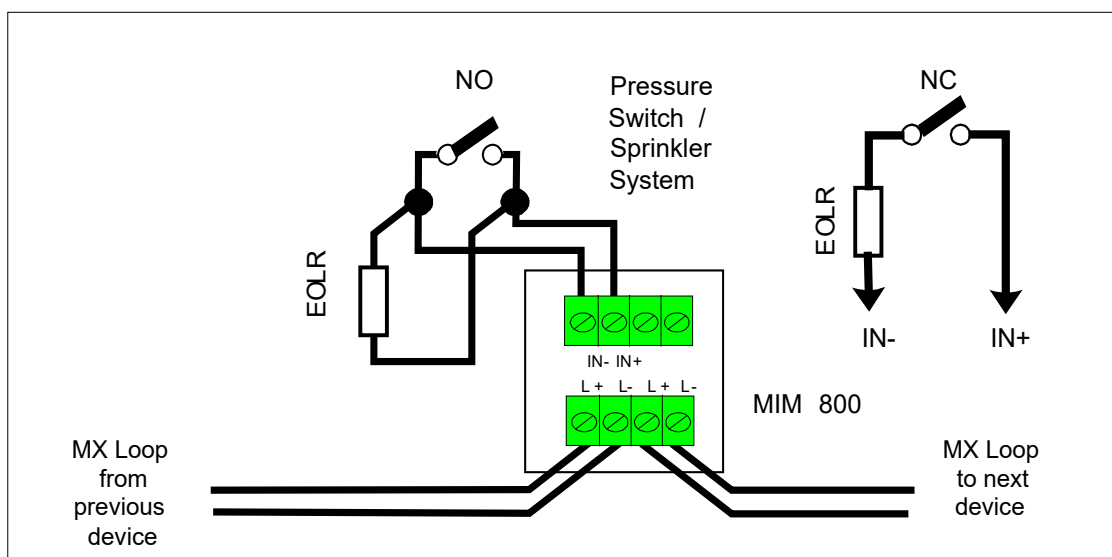 NO
Pressure
Switch /
Sprinkler
System
NC
EOLR
EOLR
IN-
IN+
IN- IN+
L + L- L + L-
MIM 800
MX Loop
from
previous
device
MX Loop
to next
device